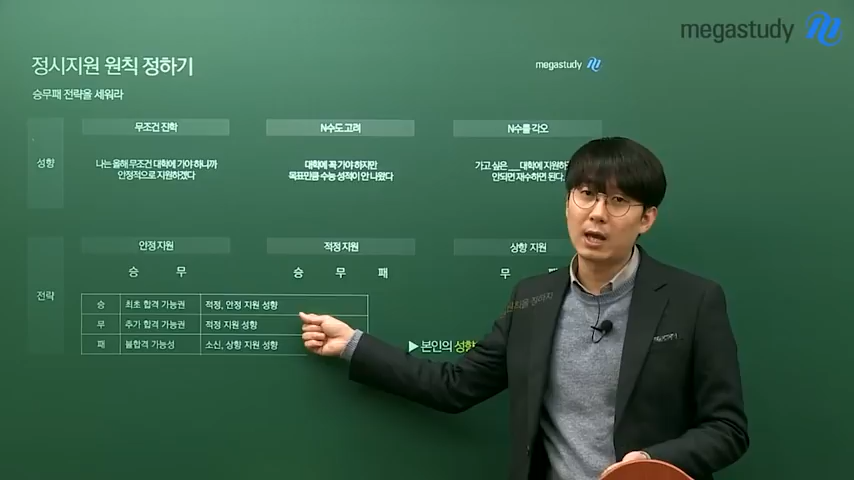 megastudy
정시지원 원칙 정하기
megastudy
승무패 전략을 세워라
무조건 진학
N수도 고려
N수를 각오
성향
나는 올해 무조건 대학에 가야 하니까
안정적으로 지원하겠다
대학에 꼭 가야 하지만
목표만큼 수능 성적이 안 나왔다
가고 싶은 ___대학에 지원하
안되면 재수하면 된다.
안정 지원
적정 지원
상향 지원
전략
승 무
승 무 패
무
승 최초 합격 가능권 적정, 안정 지원 성향
무 추가 합격 가능권 적정 지원 성향
패 불합격 가능성 소신, 상향 지원 성향
▶ 본인의 성향